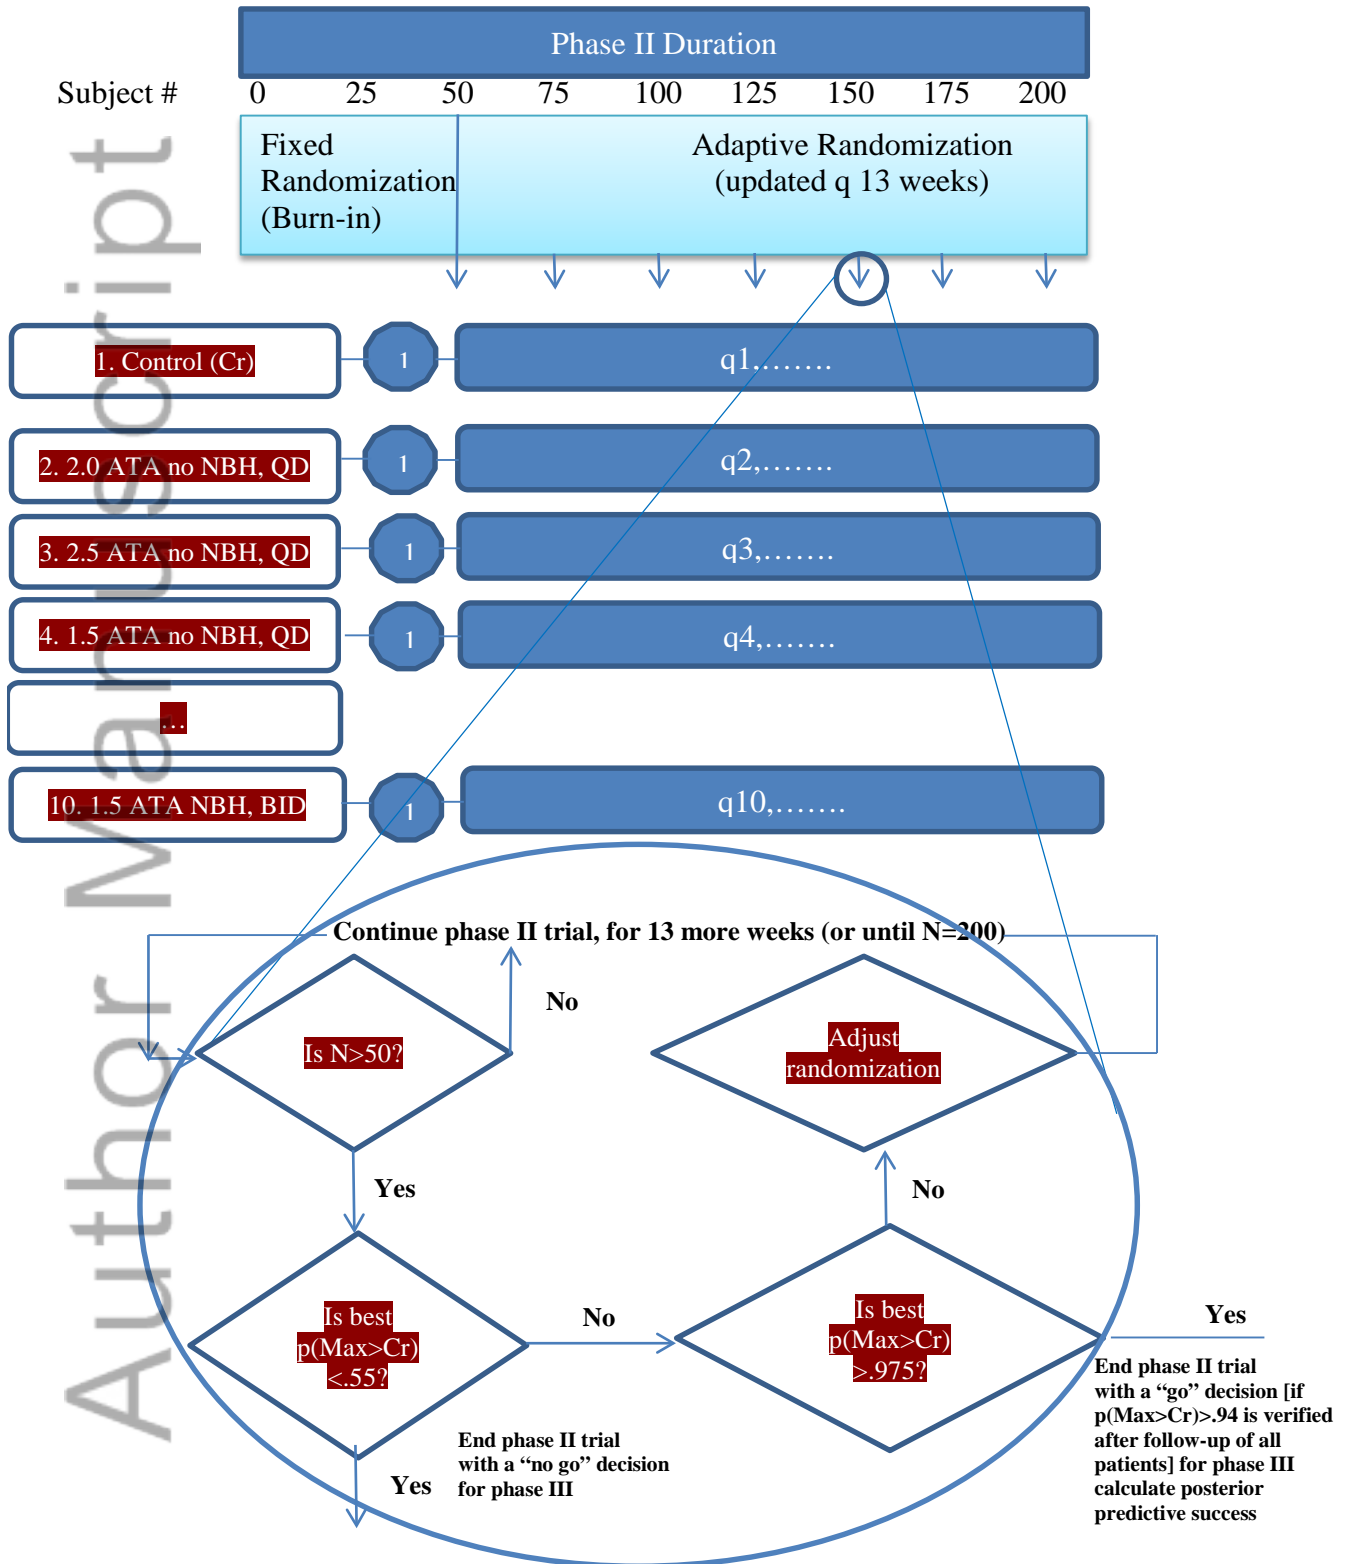 Phase II Duration
Subject # 0 25 50 75 100 125 150 175 200
Fixed
Randomization
(Burn-in)
Adaptive Randomization
(updated q 13 weeks)
1. Control (Cr) 1 q1,.......
2. 2.0 ATA no NBH, QD 1 q2,.......
3. 2.5 ATA no NBH, QD 1 q3,.......
4. 1.5 ATA no NBH, QD 1 q4,.......
...
10. 1.5 ATA NBH, BID 1 q10,.......
Continue phase II trial, for 13 more weeks (or until N=200)
Is N>50?
No
Adjust
randomization
Yes
No
Is best
p(Max>Cr)
<.55?
No
Is best
p(Max>Cr)
>.975?
Yes
Yes
End phase II trial
with a “no go” decision
for phase III
End phase II trial
with a “go” decision [if
p(Max>Cr)>.94 is verified
after follow-up of all
patients] for phase III
calculate posterior
predictive success
Author Manuscript